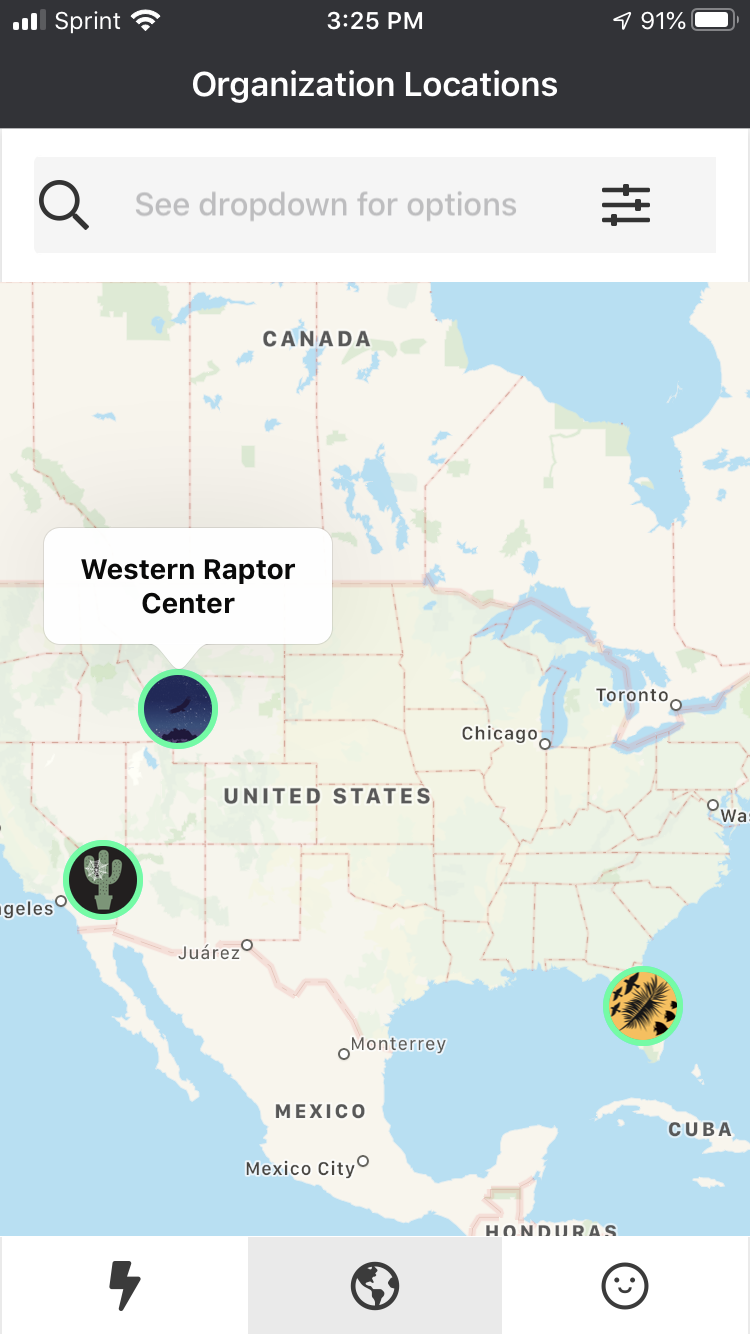 Sprint 3:25 PM 91%
Organization Locations
See dropdown for options
CANADA
Western Raptor
Center
Toronto
Chicago
UNITED STATES
Wa
geles
Juárez
Monterrey
MEXICO
CUBA
Mexico City
HONDURAS